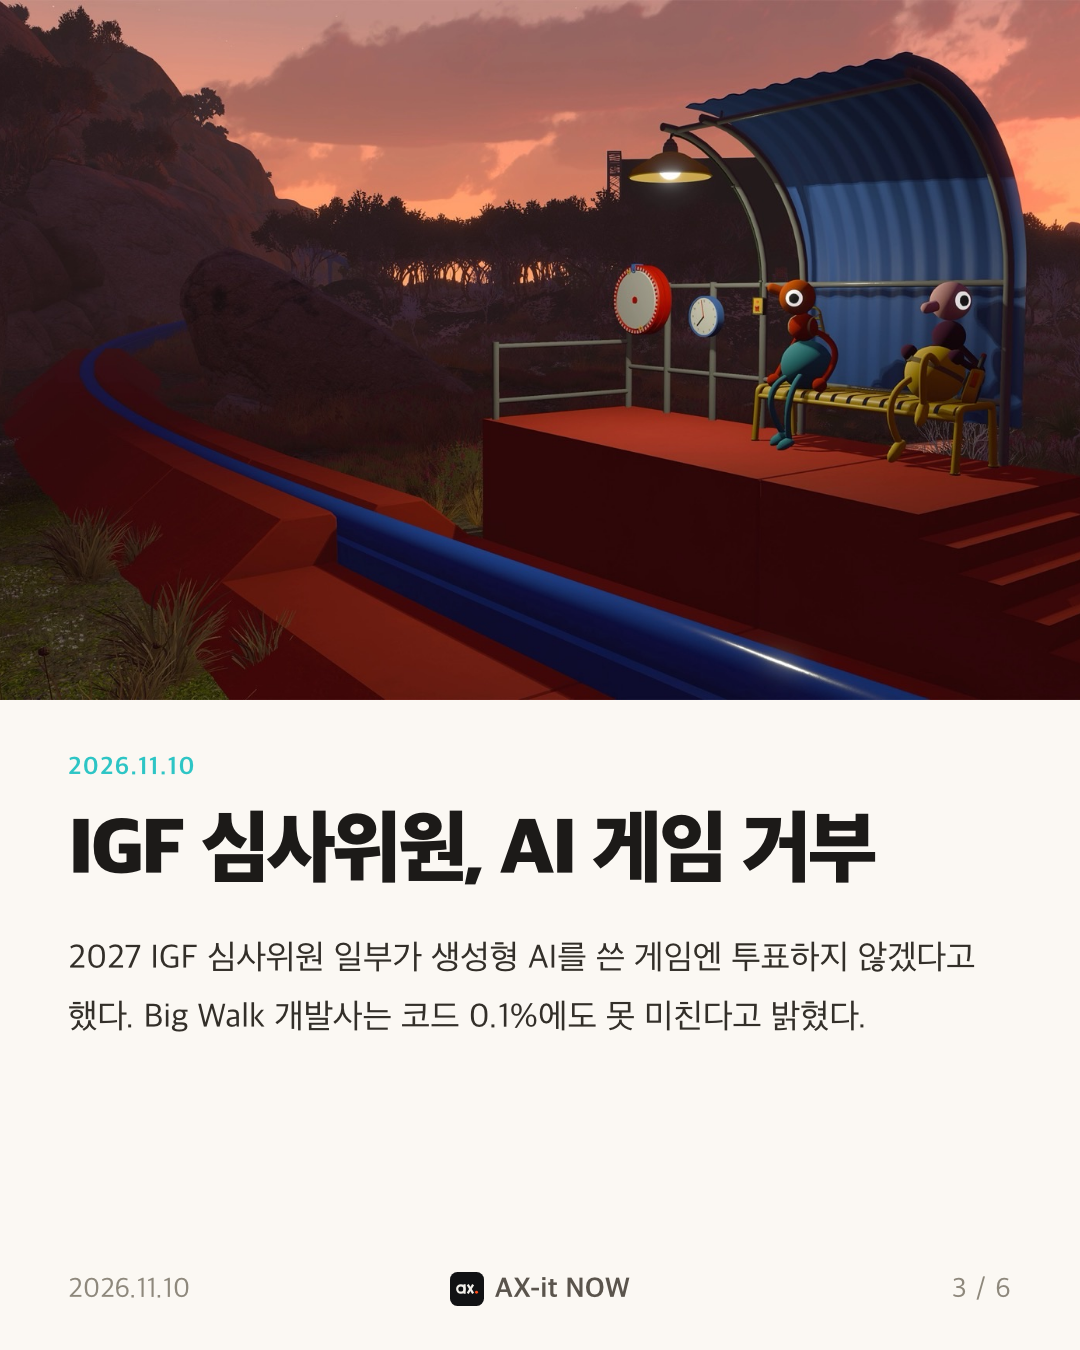 2026.11.10
IGF 심사위원, AI 게임 거부
2027 IGF 심사위원 일부가 생성형 AI를 쓴 게임엔 투표하지 않겠다고
했다. Big Walk 개발사는 코드 0.1%에도 못 미친다고 밝혔다.
2026.11.10
ax. AX-it NOW
3 / 6